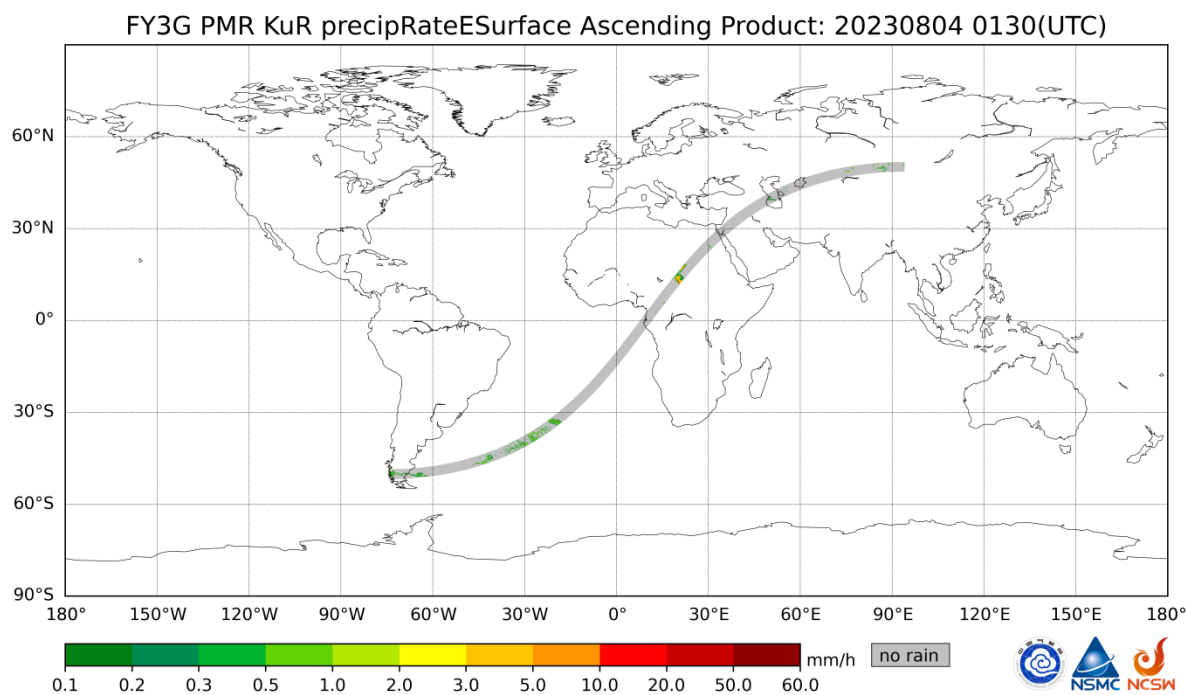 FY3G PMR KuR precipRateESurface Ascending Product: 20230804 0130(UTC)
60°N
30°N
0°
30°S
60°S
90°S
180° 150°W 120°W 90°W 60°W 30°W 0° 30°E 60°E 90°E 120°E 150°E 180°
mm/h no rain
0.1 0.2 0.3 0.5 1.0 2.0 3.0 5.0 10.0 20.0 50.0 60.0
NSMC NCSW